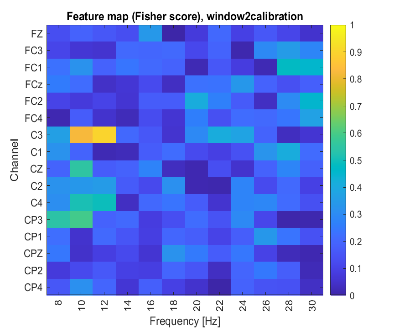 Feature map (Fisher score), window2calibration
FZ
FC3
FC1
FCz
FC2
FC4
C3
C1
CZ
C2
C4
CP3
CP1
CPZ
CP2
CP4
Channel
8 10 12 14 16 18 20 22 24 26 28 30
Frequency [Hz]
1
0.9
0.8
0.7
0.6
0.5
0.4
0.3
0.2
0.1
0